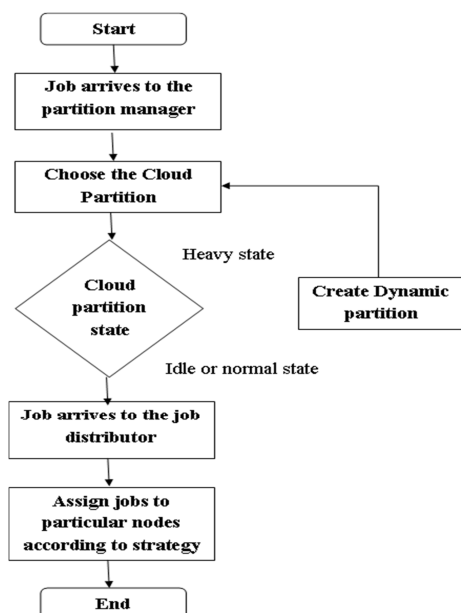 Start
Job arrives to the
partition manager
Choose the Cloud
Partition
Heavy state
Cloud
partition
state
Create Dynamic
partition
Idle or normal state
Job arrives to the job
distributor
Assign jobs to
particular nodes
according to strategy
End